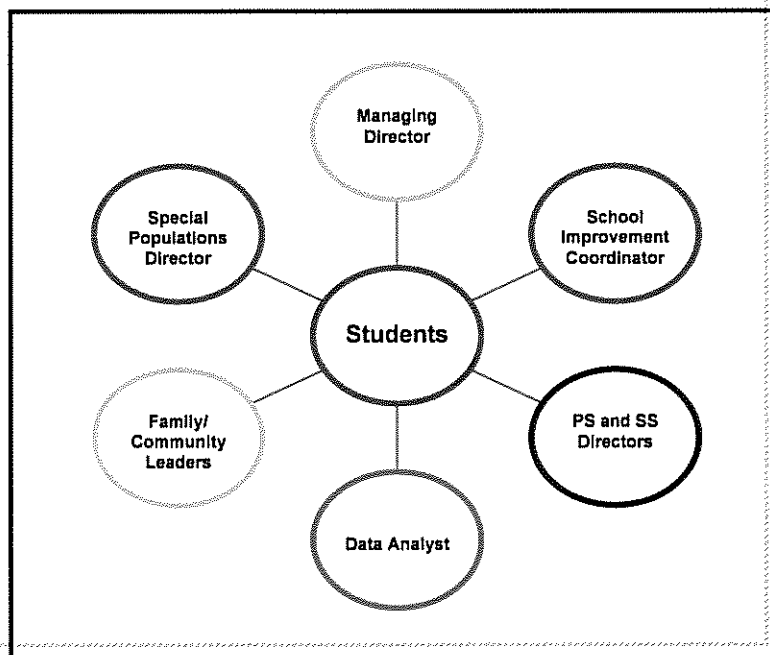 Managing
Director
Special
Populations
Director
School
Improvement
Coordinator
Students
Family/
Community
Leaders
PS and SS
Directors
Data Analyst